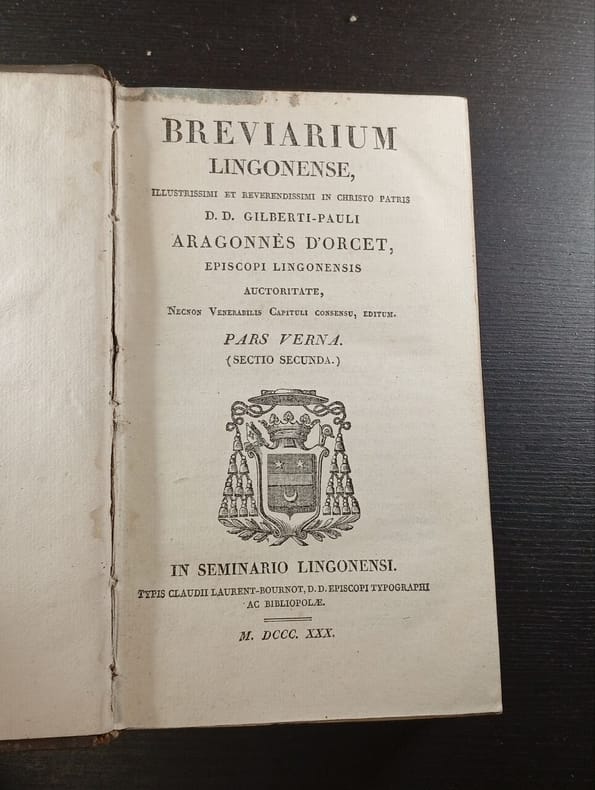 BREVIARIUM
LINGONENSE,
ILLUSTRISSIMI ET REVERENDISSIMI IN CHRISTO PATRIS
D. D. GILBERTI-PAULI
ARAGONNÈS D'ORCET,
EPISCOPI LINGONENSIS
AUCTORITATE,
NECNON VENERABILIS CAPITULI CONSENSU, EDITUM.
PARS VERNA.
(SECTIO SECUNDA.)
IN SEMINARIO LINGONENSI.
TYPIS CLAUDII LAURENT-BOURNOT, D. D. EPISCOPI TYPOGRAPHI
AC BIBLIOPOLÆ.
M. DCCC. XXX.